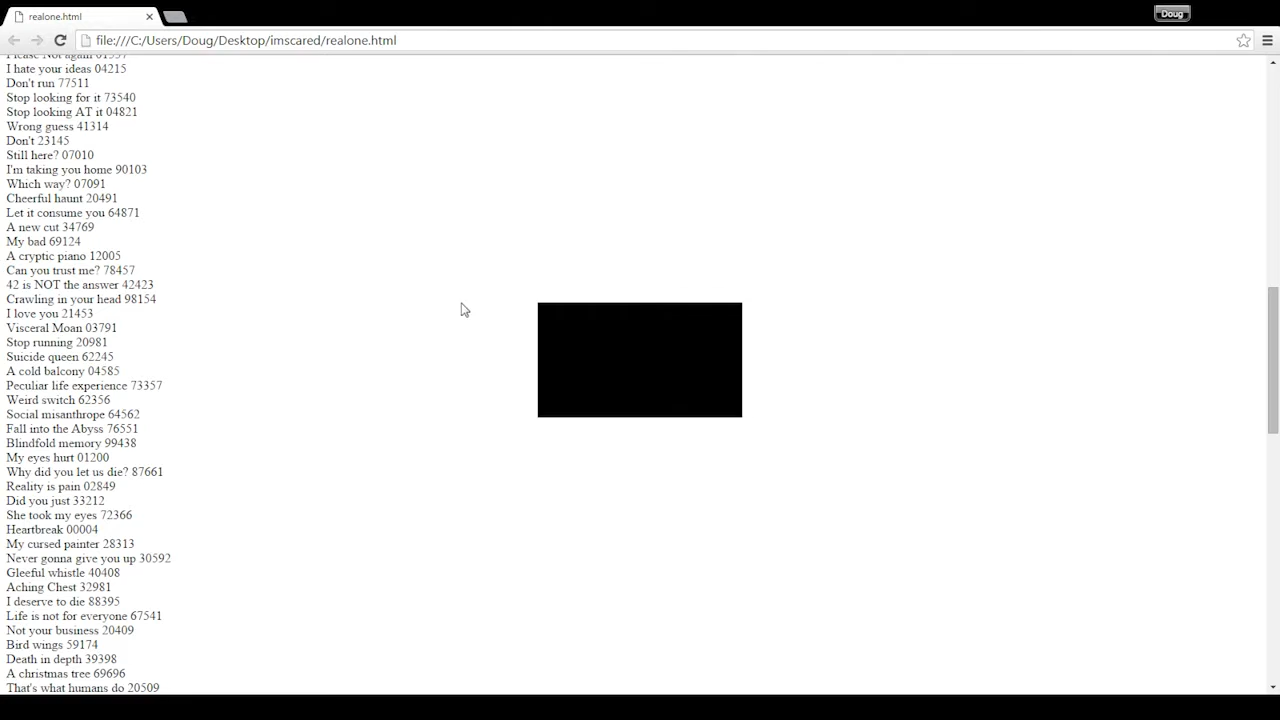 realone.html
Doug
file:///C:/Users/Doug/Desktop/imscared/realone.html
I hate your ideas 04215
Don't run 77511
Stop looking for it 73540
Stop looking AT it 04821
Wrong guess 41314
Don't 23145
Still here? 07010
I'm taking you home 90103
Which way? 07091
Cheerful haunt 20491
Let it consume you 64871
A new cut 34769
My bad 69124
A cryptic piano 12005
Can you trust me? 78457
42 is NOT the answer 42423
Crawling in your head 98154
I love you 21453
Visceral Moan 03791
Stop running 20981
Suicide queen 62245
A cold balcony 04585
Peculiar life experience 73357
Weird switch 62356
Social misanthrope 64562
Fall into the Abyss 76551
Blindfold memory 99438
My eyes hurt 01200
Why did you let us die? 87661
Reality is pain 02849
Did you just 33212
She took my eyes 72366
Heartbreak 00004
My cursed painter 28313
Never gonna give you up 30592
Gleeful whistle 40408
Aching Chest 32981
I deserve to die 88395
Life is not for everyone 67541
Not your business 20409
Bird wings 59174
Death in depth 39398
A christmas tree 69696
That's what humans do 20509